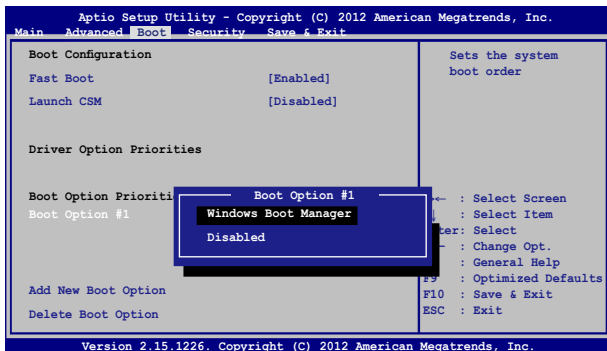 Aptio Setup Utility - Copyright (C) 2012 American Megatrends, Inc.
Main Advanced Boot Security Save & Exit
Boot Configuration
Fast Boot [Enabled]
Launch CSM [Disabled]
Driver Option Priorities
Boot Option Prioriti
Boot Option #1
Add New Boot Option
Delete Boot Option
Boot Option #1
Windows Boot Manager
Disabled
Sets the system
boot order
←  : Select Screen
↓  : Select Item
ter: Select
— : Change Opt.
: General Help
F9 : Optimized Defaults
F10 : Save & Exit
ESC : Exit
Version 2.15.1226. Copyright (C) 2012 American Megatrends, Inc.